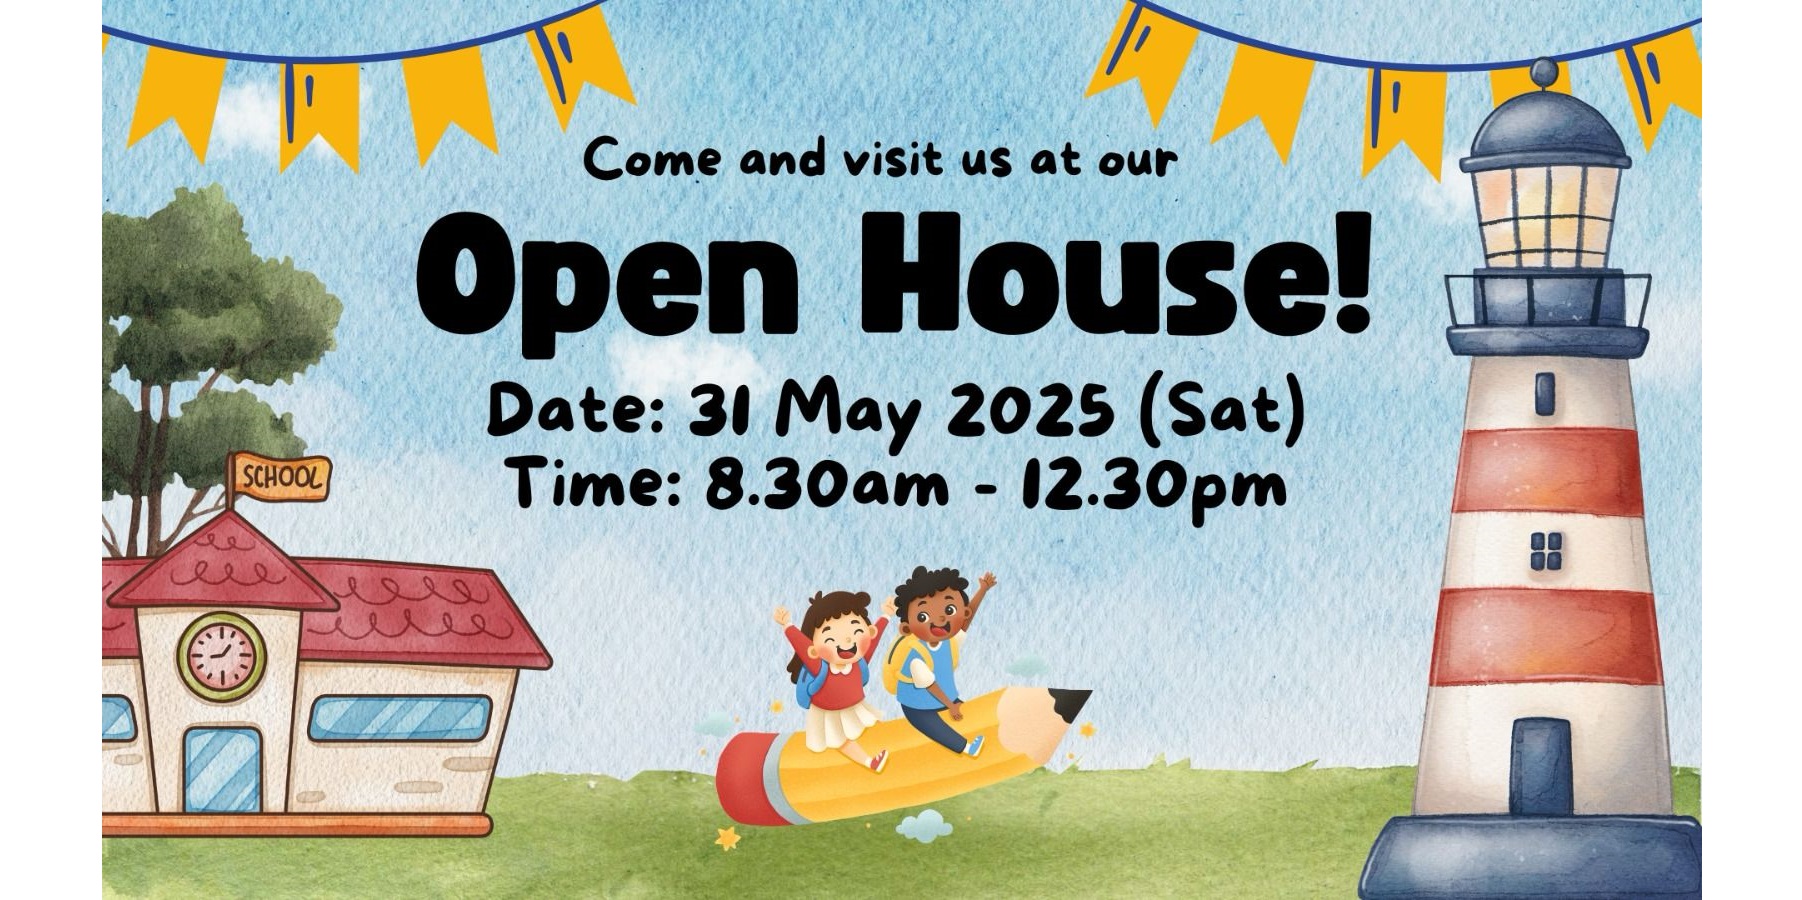 Come and visit us at our
Open House!
Date: 31 May 2025 (Sat)
Time: 8.30am - 12.30pm
SCHOOL